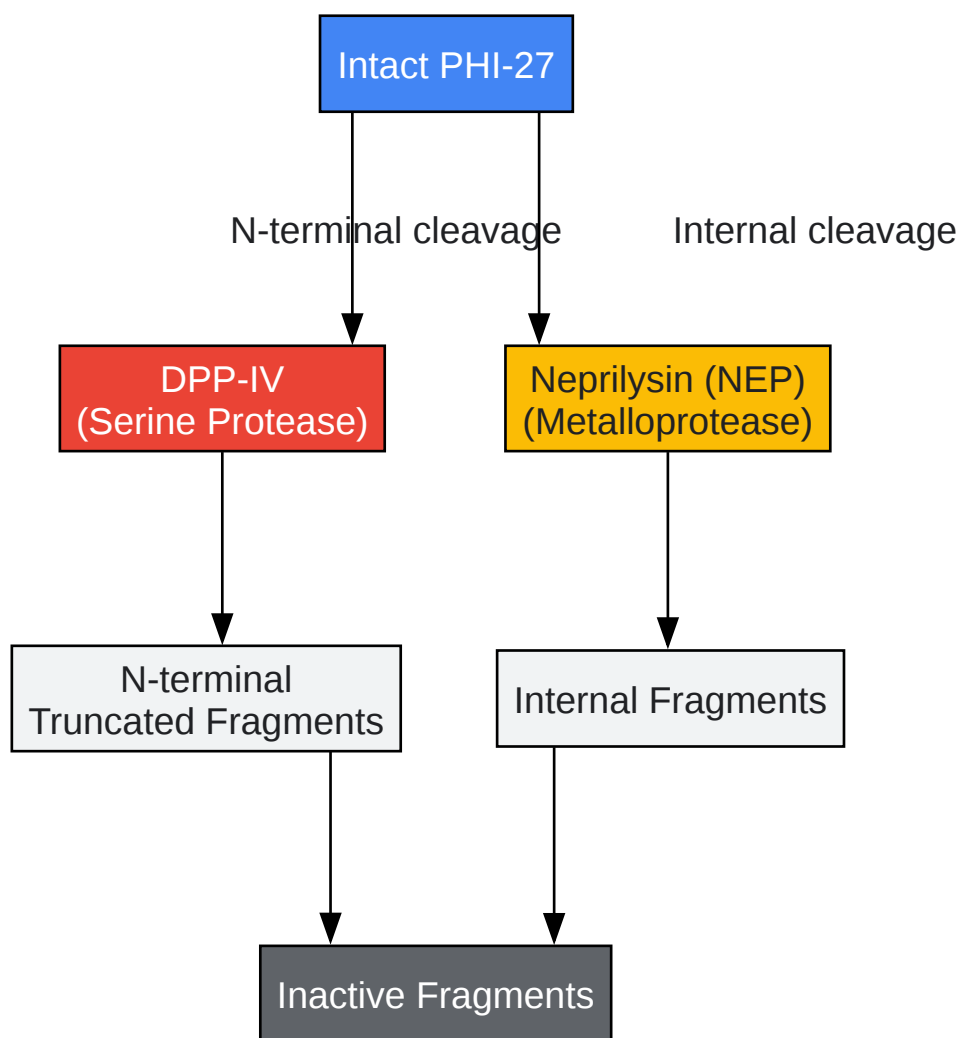 Intact PHI-27
N-terminal cleavage
Internal cleavage
DPP-IV
(Serine Protease)
Neprilysin (NEP)
(Metalloprotease)
N-terminal
Truncated Fragments
Internal Fragments
Inactive Fragments